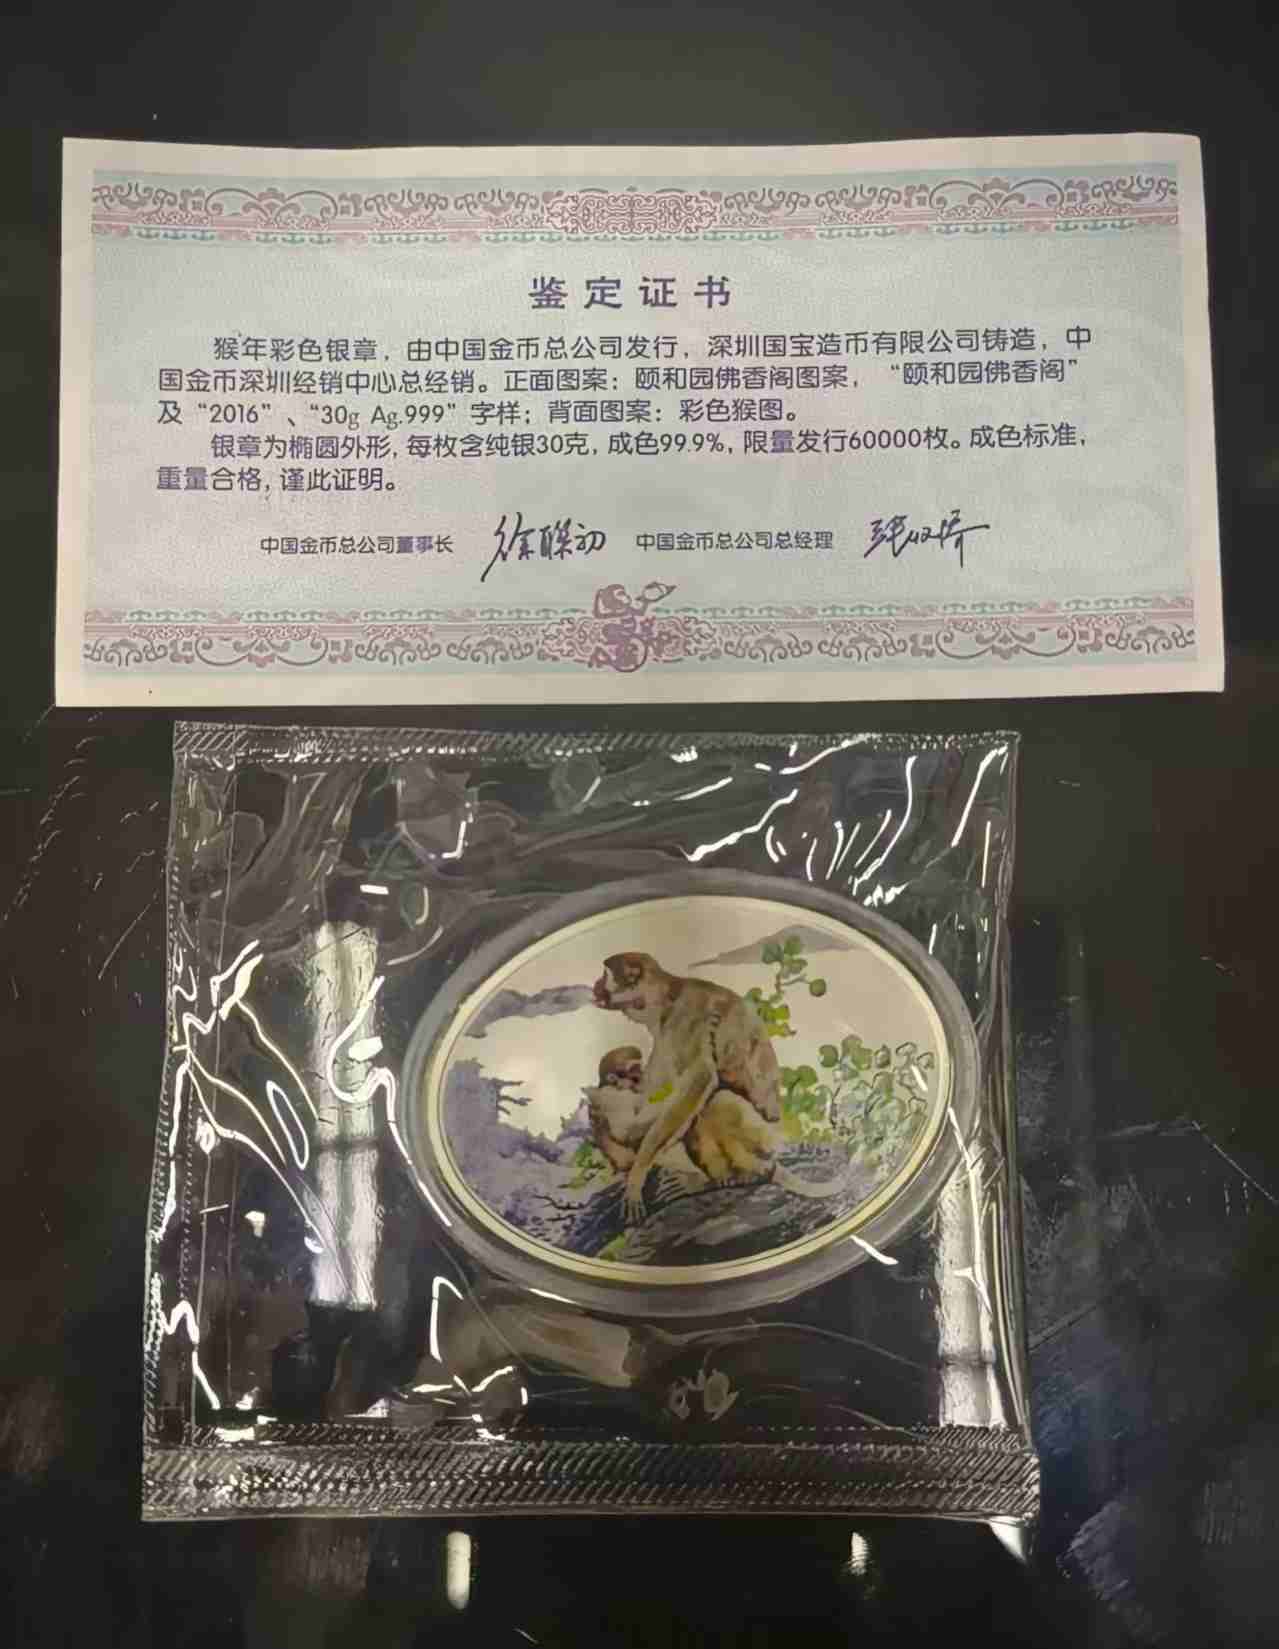 鉴定证书
猴年彩色银章，由中国金币总公司发行，深圳国宝造币有限公司铸造，中
国金币深圳经销中心总经销。正面图案：颐和园佛香阁图案，“颐和园佛香阁”
及“2016”、“30g Ag.999”字样；背面图案：彩色猴图。
银章为椭圆外形，每枚含纯银30克，成色99.9%，限量发行60000枚。成色标准，
重量合格，谨此证明。
中国金币总公司董事长 徐联初 中国金币总公司总经理